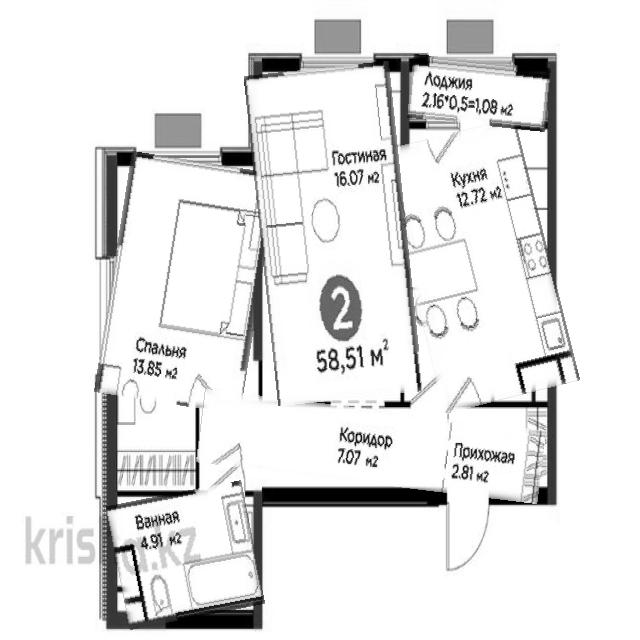 Лоджия
2.16*0,5=1,08 м2
Гостиная
16.07 м2
Кухня
12.72 м2
2
58,51 м2
Спальня
13.85 м2
Коридор
7.07 м2
Прихожая
2.81 м2
Ванная
4.91 м2
krisha.kz